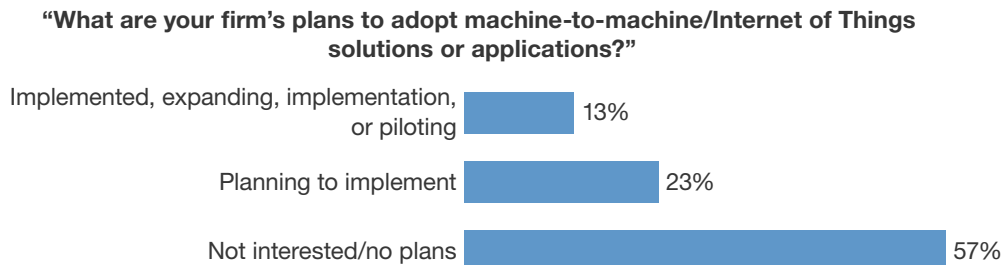 “What are your firm’s plans to adopt machine-to-machine/Internet of Things
solutions or applications?”
Implemented, expanding, implementation,
or piloting
13%
Planning to implement
23%
Not interested/no plans
57%